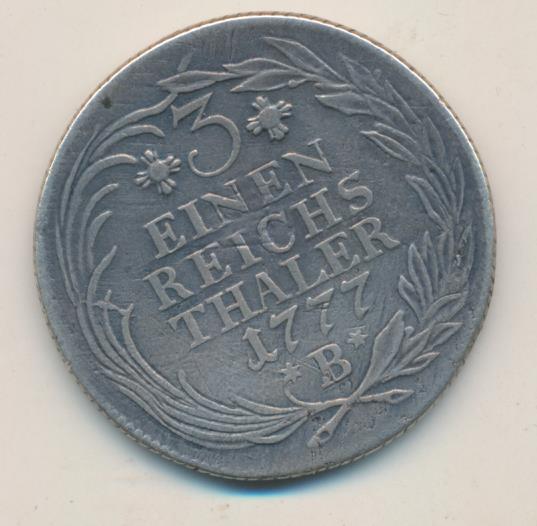 3
EINEN
REICHS
THALER
1777
*B*